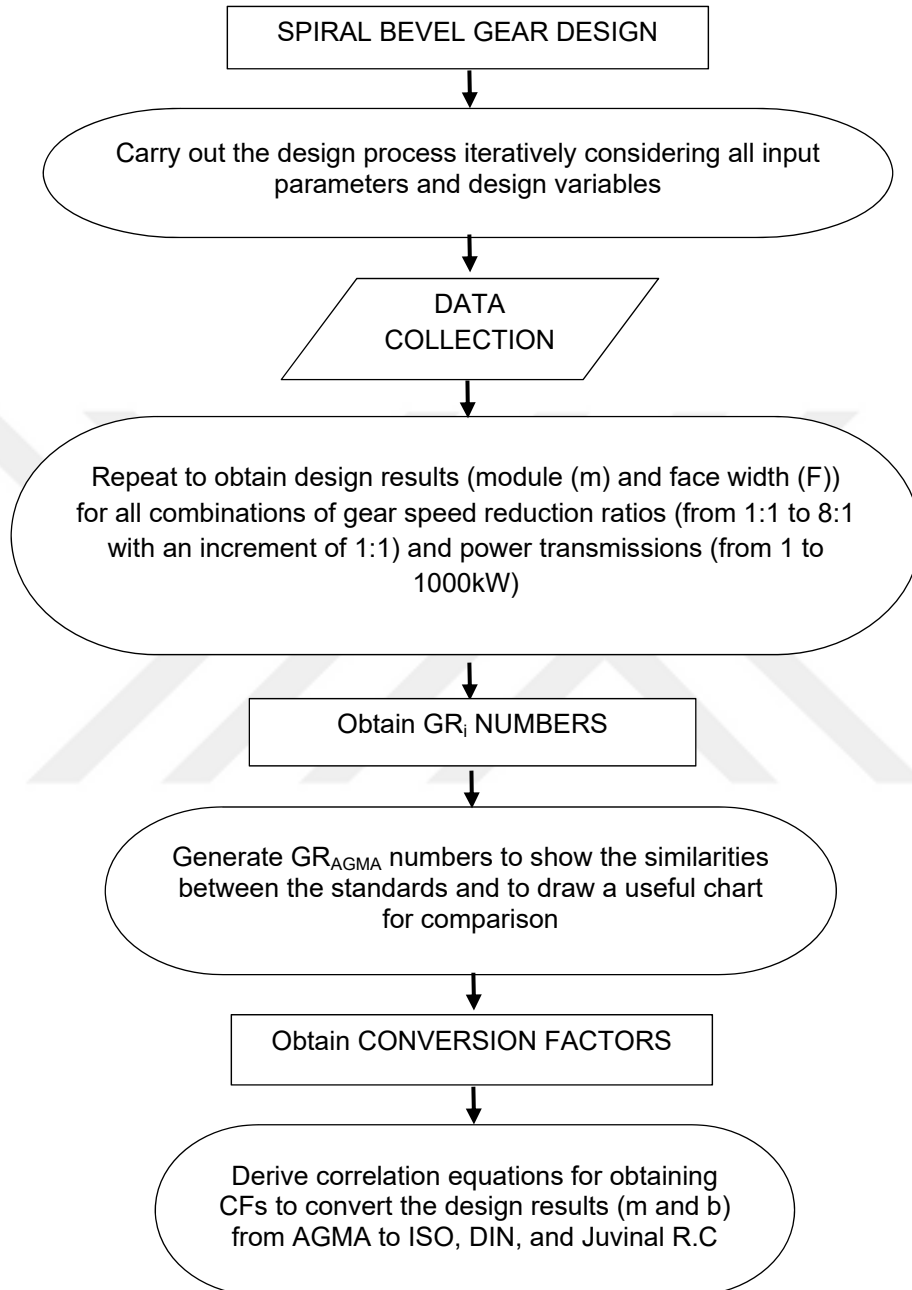 SPIRAL BEVEL GEAR DESIGN
Carry out the design process iteratively considering all input
parameters and design variables
DATA
COLLECTION
Repeat to obtain design results (module (m) and face width (F))
for all combinations of gear speed reduction ratios (from 1:1 to 8:1
with an increment of 1:1) and power transmissions (from 1 to
1000kW)
Obtain GRi NUMBERS
Generate GRAGMA numbers to show the similarities
between the standards and to draw a useful chart
for comparison
Obtain CONVERSION FACTORS
Derive correlation equations for obtaining
CFs to convert the design results (m and b)
from AGMA to ISO, DIN, and Juvinal R.C